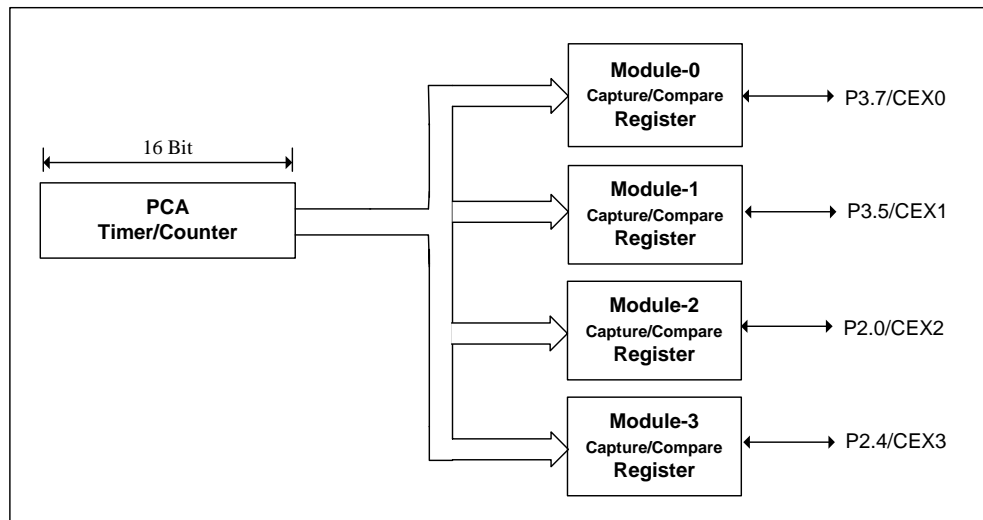 16 Bit
PCA
Timer/Counter
Module-0
Capture/Compare
Register
P3.7/CEX0
Module-1
Capture/Compare
Register
P3.5/CEX1
Module-2
Capture/Compare
Register
P2.0/CEX2
Module-3
Capture/Compare
Register
P2.4/CEX3